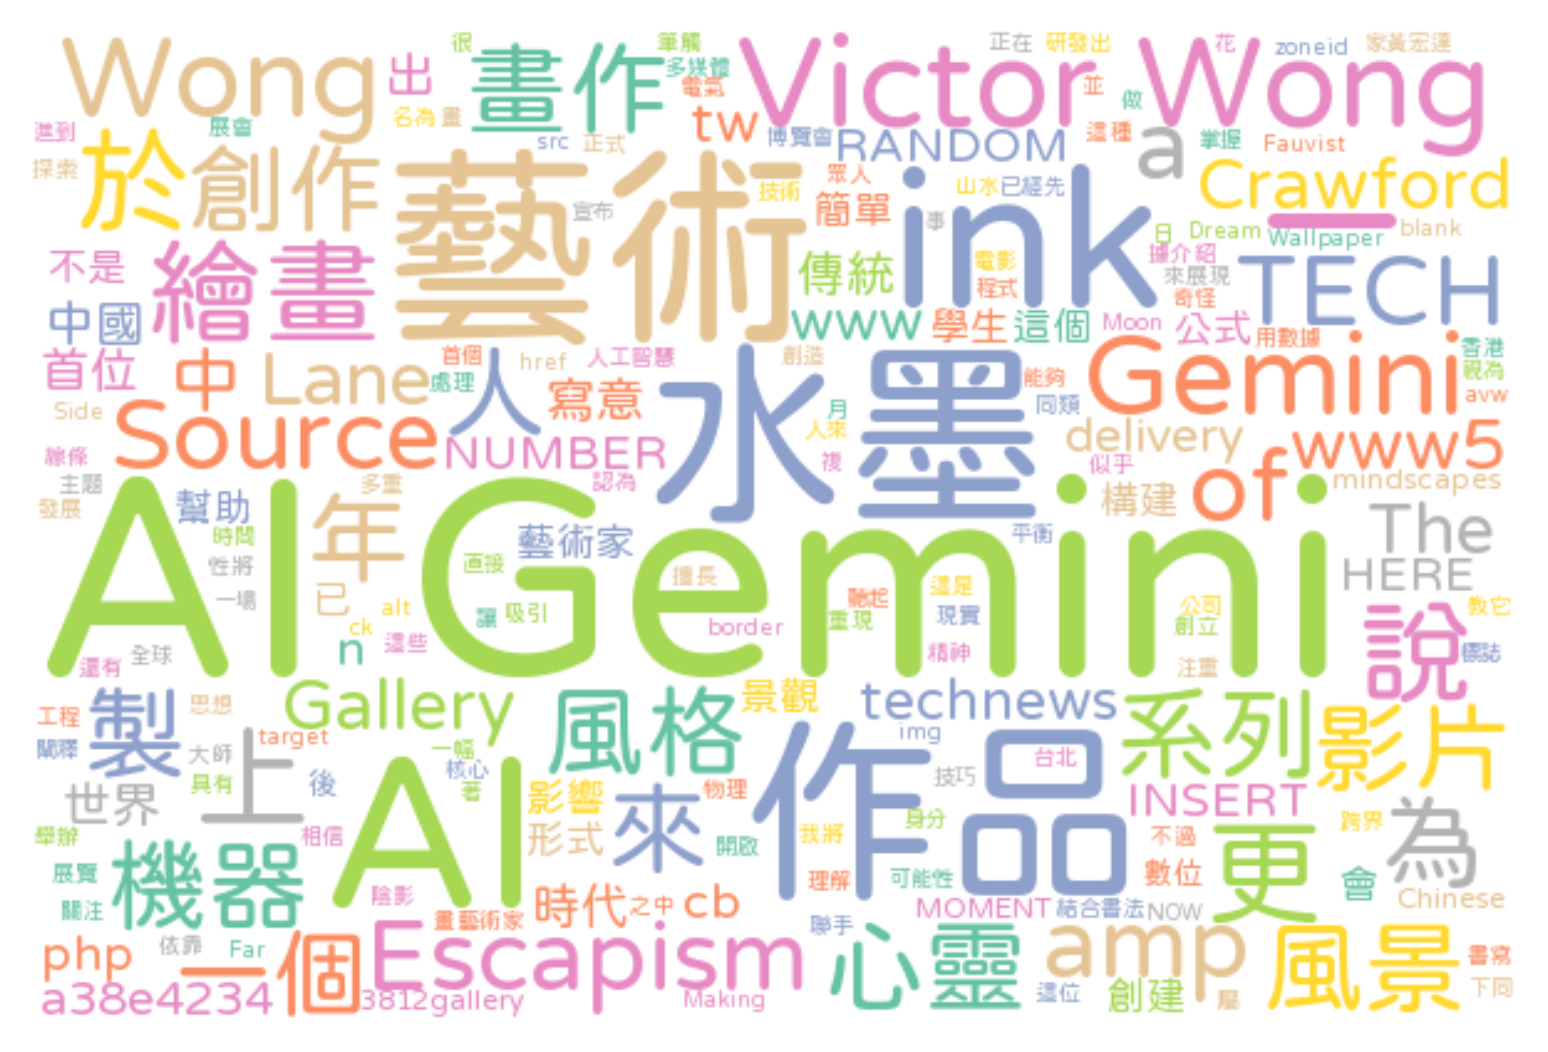 很 筆觸 正在 研發出 花 zoneid 家黃宏達
Wong 出 畫作 多媒體 電氣 Victor Wong 並 做
名為 畫 tw
進到 展會 src 正式 博覽會 RANDOM 這種 a 掌握 Fauvist
探索 於 創作 藝術 技術 眾人 山水 已經先 Crawford
宣布 簡單 事 ink 日 Dream Wallpaper 一 blank
不是 繪畫 傳統 電影 程式 據介紹 來展現 奇怪 TECH
中國 www 學生 這個 Moon 公式 用數據 香港
首位 中 Lane 處理 首個 人 href 人工智慧 創造 水墨 能夠 Gemini 視為 avw
Side Source 寫意 月 人來 同類 delivery www5
線條 NUMBER 複 似乎 mindscapes
主題 認為 多重 構建 of
發展 幫助 年 藝術家 平衡 The
時間 AI Gemini 直接 擅長 HERE
性將 一場 已 alt 讓 吸引 聽起 這是 現實 公司 教它
ck n 這些 border 重現 創立
還有 全球 精神 注重 說 標誌
工程 製 思想 Gallery 風格 景觀 technews 系列 影片
闡釋 大師 上 target 一幅 img 品 台北
世界 具有 後 核心 著 影響 物理 作 技巧 INSERT
舉辦 相信 AI 形式 來 開啟 我將 身分 不過 更 跨界 為
展覽 機器 陰影 理解 可能性 數位 會 Chinese
關注 畫藝術家 時代 之中 cb MOMENT 結合書法 NOW
php 依靠 Far 一個 Escapism 聯手 心靈 amp 風景 書寫
a38e4234 3812gallery Making 這位 創建 屬 下同